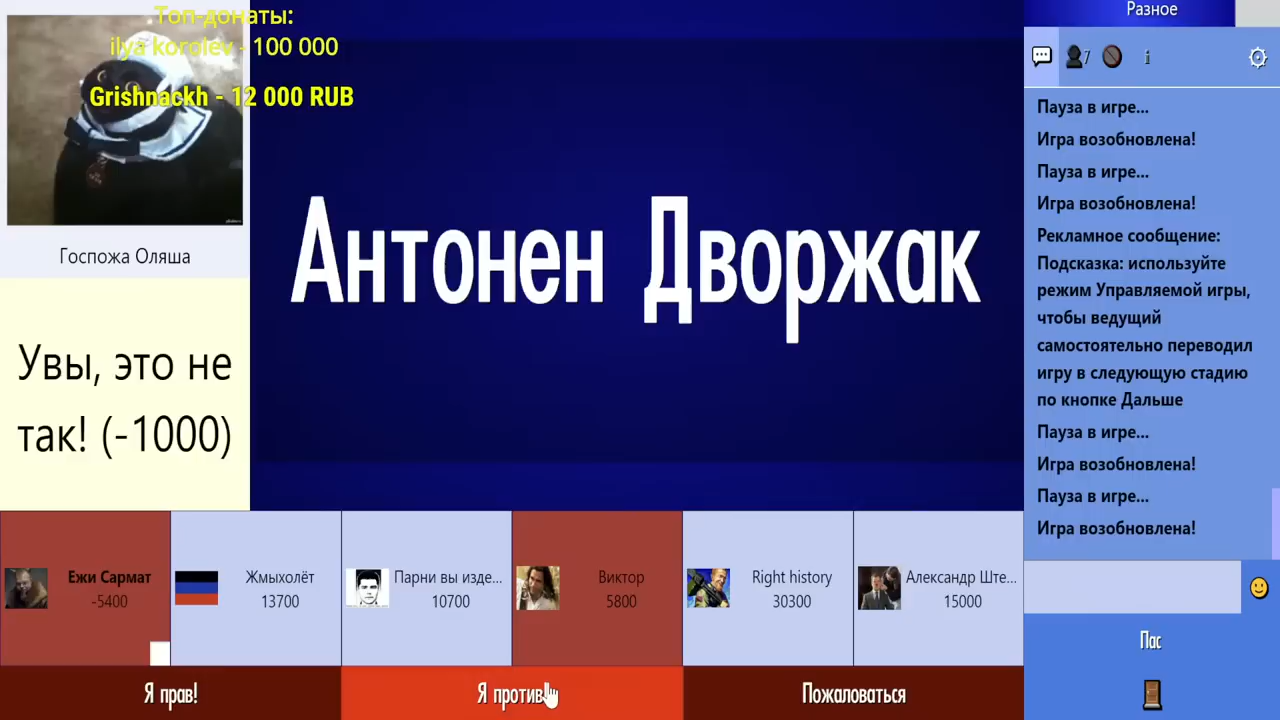 Топ-донаты:
ilya korolev - 100 000
Grishnackh - 12 000 RUB
Госпожа Оляша
Увы, это не
так! (-1000)
Антонен Дворжак
Разное
7
i
Пауза в игре...
Игра возобновлена!
Пауза в игре...
Игра возобновлена!
Рекламное сообщение:
Подсказка: используйте
режим Управляемой игры,
чтобы ведущий
самостоятельно переводил
игру в следующую стадию
по кнопке Дальше
Пауза в игре...
Игра возобновлена!
Пауза в игре...
Игра возобновлена!
Ежи Сармат
-5400
Жмыхолёт
13700
Парни вы изде...
10700
Виктор
5800
Right history
30300
Александр Ште...
15000
Я прав!
Я против!
Пожаловаться
Пас